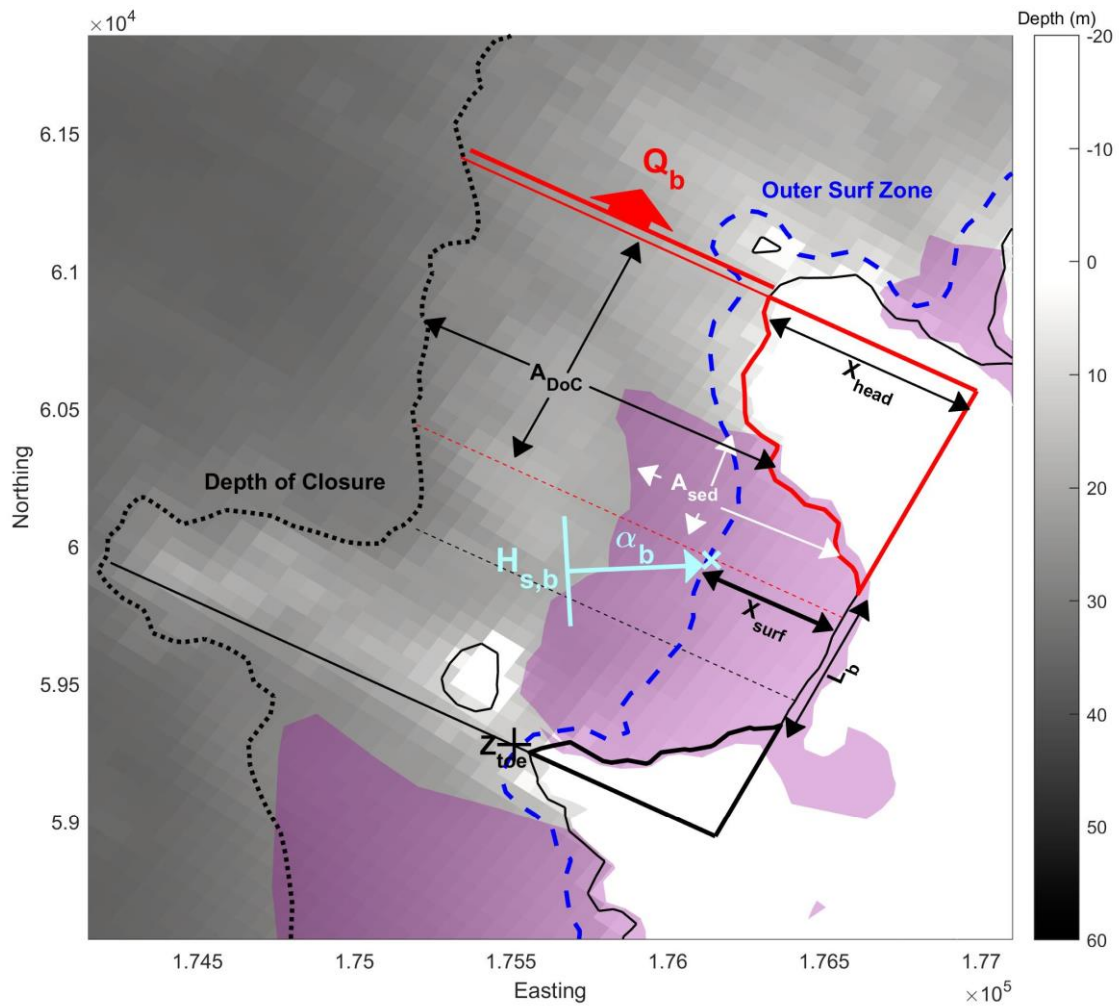 ×10⁴
Depth (m)
-20
6.15
-10
Q_b
Outer Surf Zone
0
6.1
10
X_head
A_DoC
6.05
20
Depth of Closure
A_sed
Northing
6
α_b
H_s,b
30
X_surf
5.95
L_b
40
Z_toe
5.9
50
60
1.745
1.75
1.755
1.76
1.765
1.77
Easting
×10⁵